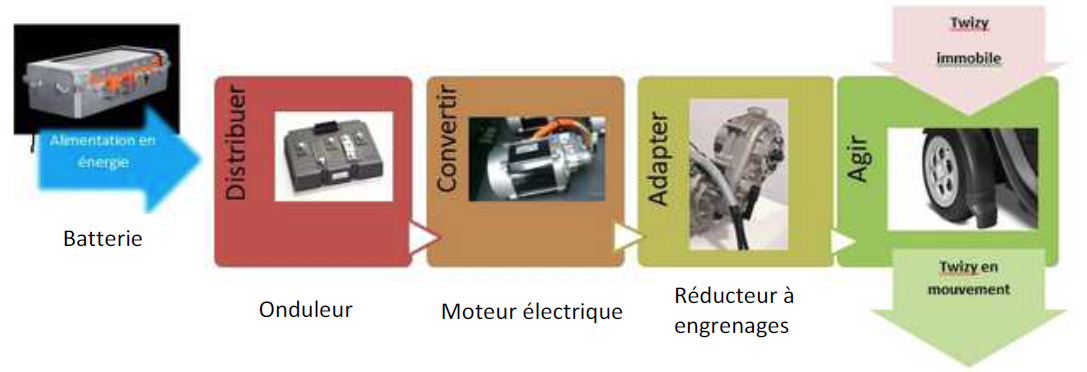 Alimentation en
énergie
Batterie
Distribuer
Onduleur
Convertir
Moteur électrique
Adapter
Réducteur à
engrenages
Agir
Twizy
immobile
Twizy en
mouvement